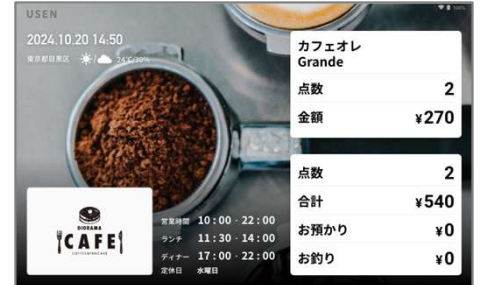 USEN
100%
2024.10.20 14:50
東京都目黒区 24℃/30%
カフェオレ
Grande
点数 2
金額 ¥270
点数 2
合計 ¥540
お預かり ¥0
お釣り ¥0
DIORAMA
CAFE
営業時間 10:00 - 22:00
ランチ 11:30 - 14:00
ディナー 17:00 - 22:00
定休日 水曜日